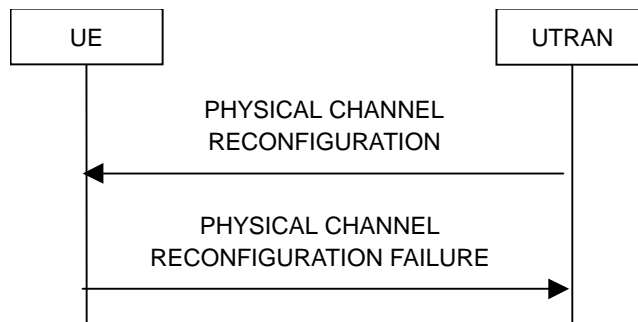 UE
UTRAN
PHYSICAL CHANNEL
RECONFIGURATION
PHYSICAL CHANNEL
RECONFIGURATION FAILURE